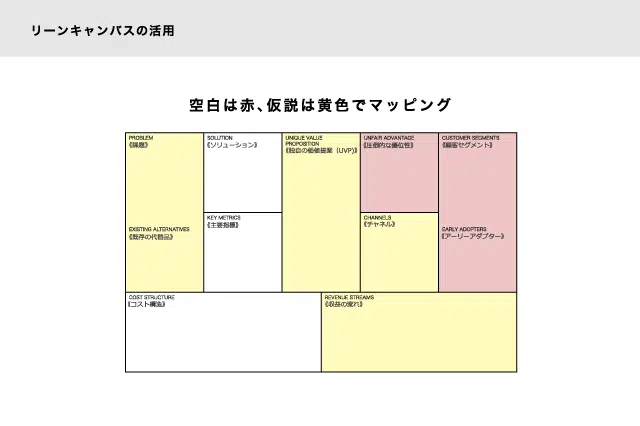 リーンキャンバスの活用
空白は赤、仮説は黄色でマッピング
PROBLEM
《課題》
EXISTING ALTERNATIVES
《既存の代替品》
SOLUTION
《ソリューション》
KEY METRICS
《主要指標》
UNIQUE VALUE
PROPOSITION
《独自の価値提案（UVP)》
UNFAIR ADVANTAGE
《圧倒的な優位性》
CHANNELS
《チャネル》
CUSTOMER SEGMENTS
《顧客セグメント》
EARLY ADOPTERS
《アーリーアダプター》
COST STRUCTURE
《コスト構造》
REVENUE STREAMS
《収益の流れ》